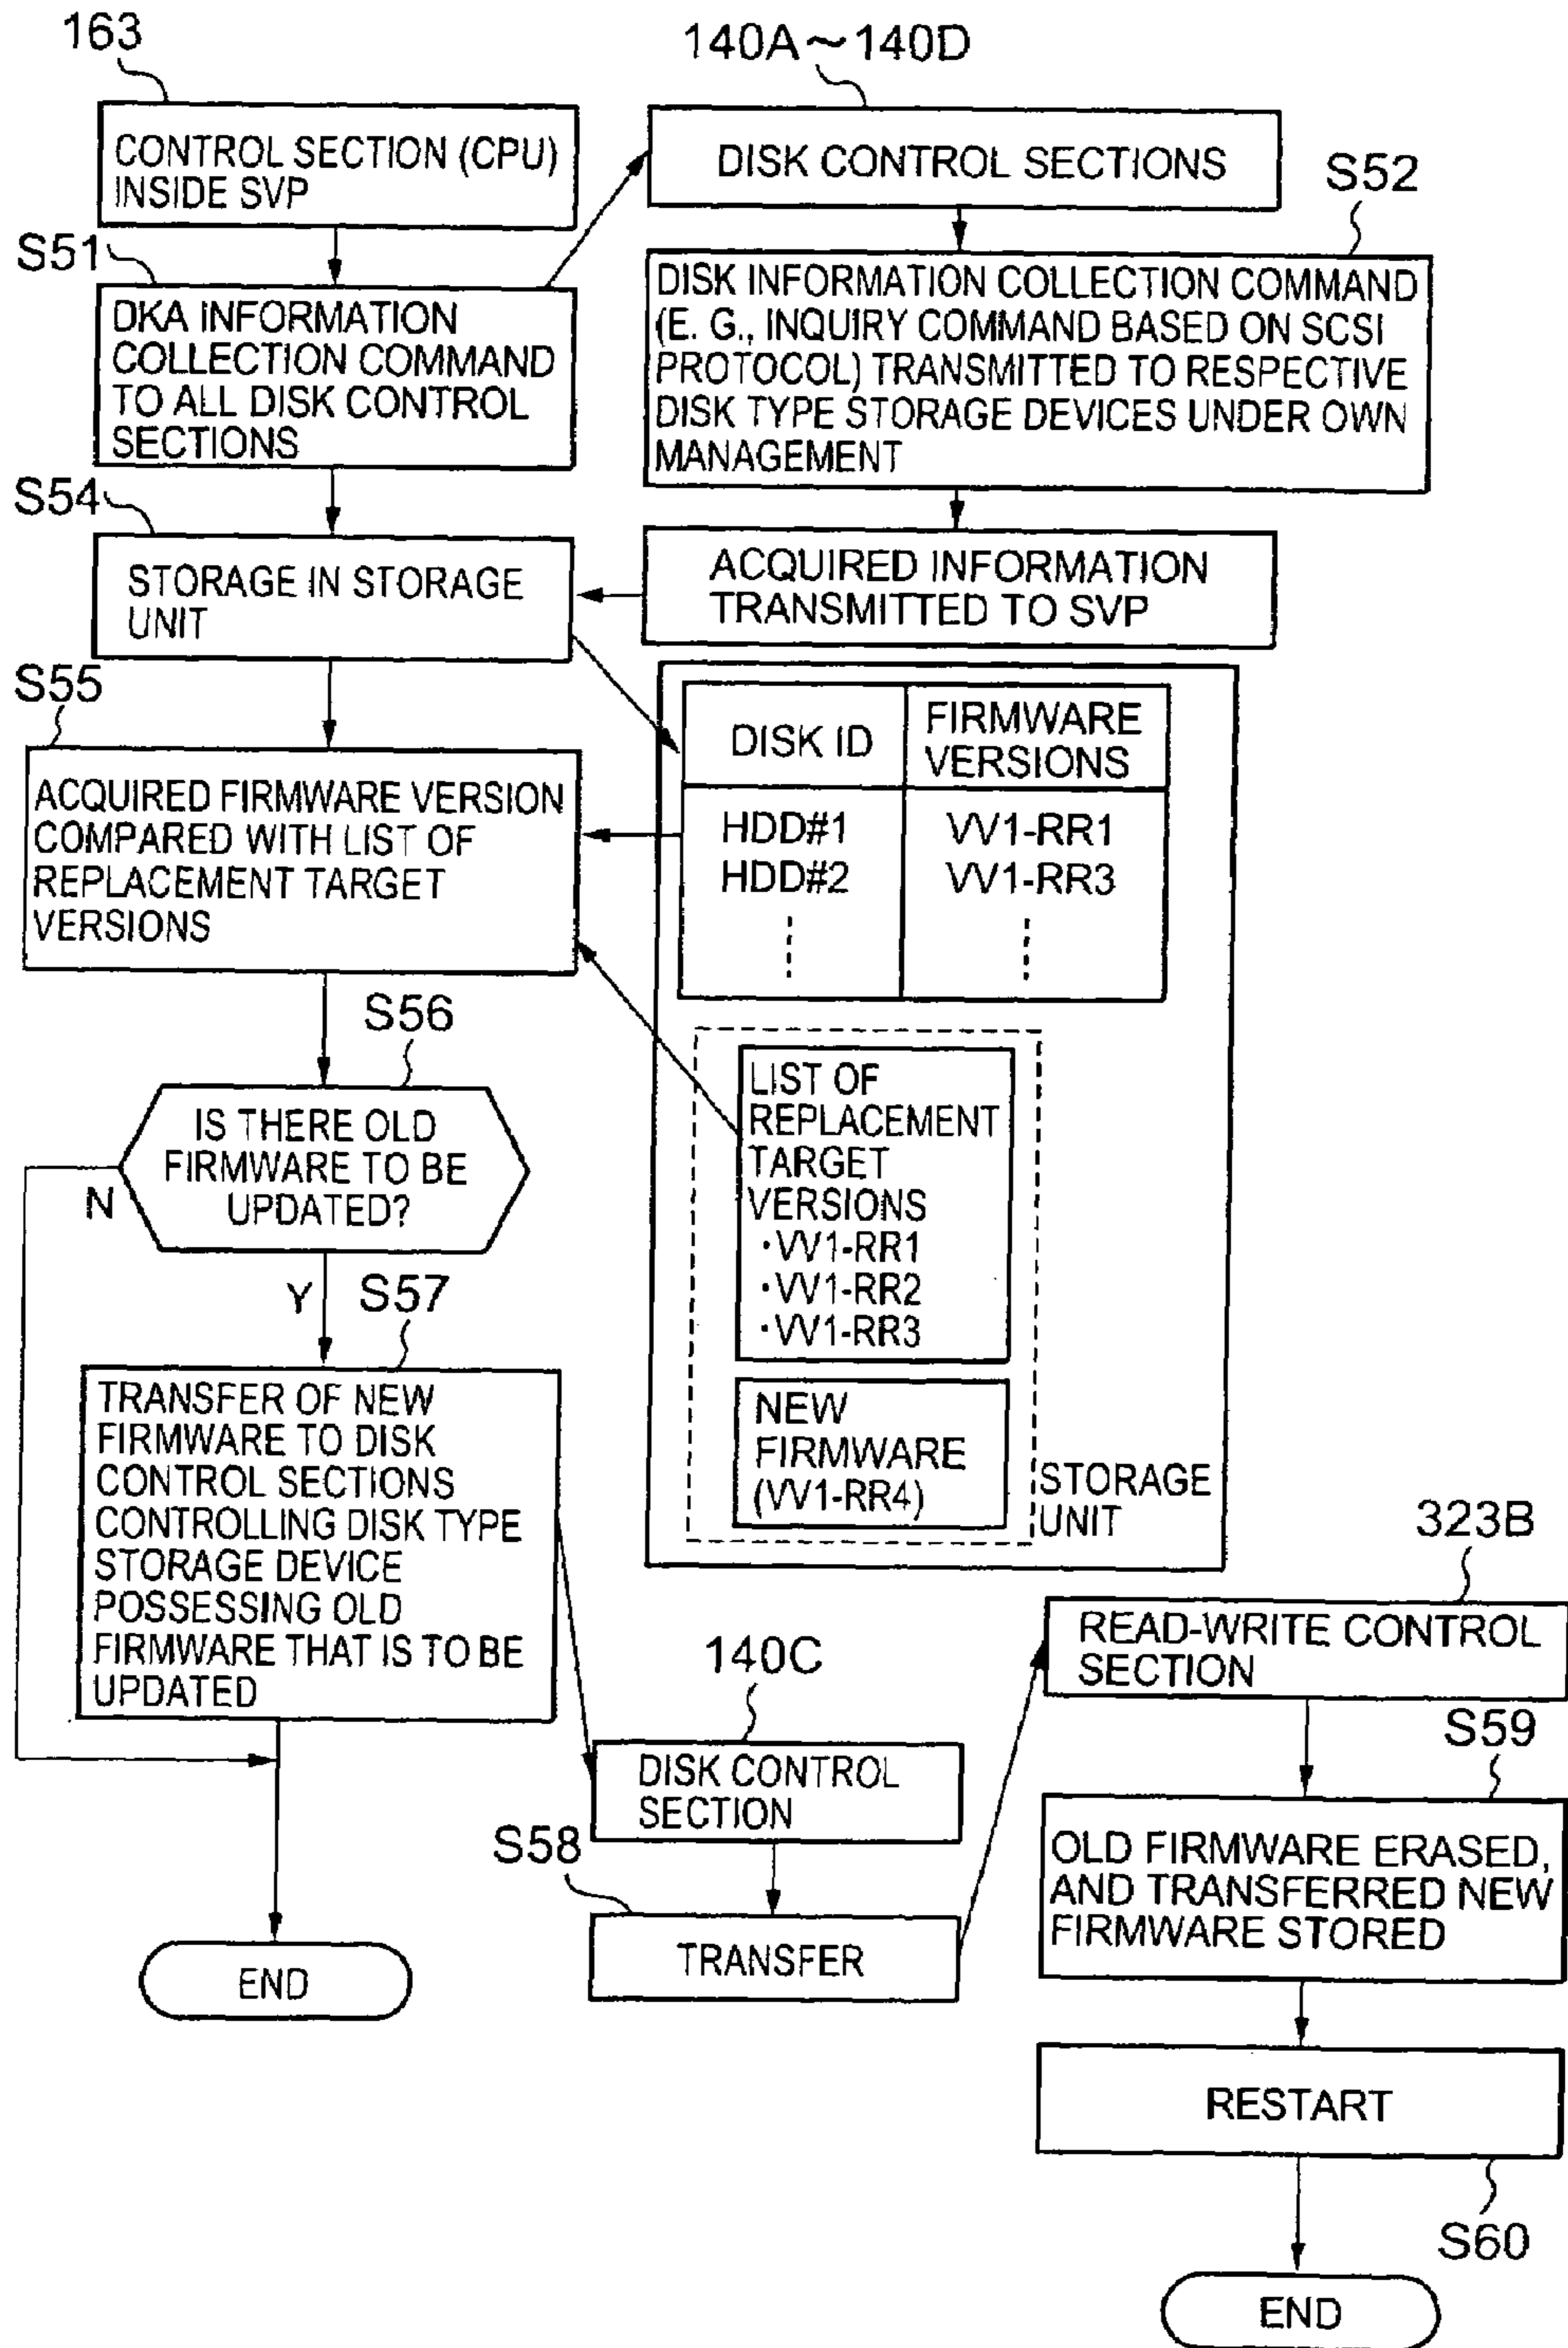 163
CONTROL SECTION (CPU)
INSIDE SVP
140A~140D
DISK CONTROL SECTIONS
S51
DKA INFORMATION
COLLECTION COMMAND
TO ALL DISK CONTROL
SECTIONS
S52
DISK INFORMATION COLLECTION COMMAND
(E. G., INQUIRY COMMAND BASED ON SCSI
PROTOCOL) TRANSMITTED TO RESPECTIVE
DISK TYPE STORAGE DEVICES UNDER OWN
MANAGEMENT
S54
STORAGE IN STORAGE
UNIT
ACQUIRED INFORMATION
TRANSMITTED TO SVP
S55
ACQUIRED FIRMWARE VERSION
COMPARED WITH LIST OF
REPLACEMENT TARGET
VERSIONS
DISK ID
FIRMWARE
VERSIONS
HDD#1 VV1-RR1
HDD#2 VV1-RR3
S56
IS THERE OLD
FIRMWARE TO BE
UPDATED?
N
Y
LIST OF
REPLACEMENT
TARGET
VERSIONS
·VV1-RR1
·VV1-RR2
·VV1-RR3
NEW
FIRMWARE
(VV1-RR4)
STORAGE
UNIT
S57
TRANSFER OF NEW
FIRMWARE TO DISK
CONTROL SECTIONS
CONTROLLING DISK TYPE
STORAGE DEVICE
POSSESSING OLD
FIRMWARE THAT IS TO BE
UPDATED
END
140C
DISK CONTROL
SECTION
S58
TRANSFER
323B
READ-WRITE CONTROL
SECTION
S59
OLD FIRMWARE ERASED,
AND TRANSFERRED NEW
FIRMWARE STORED
RESTART
S60
END